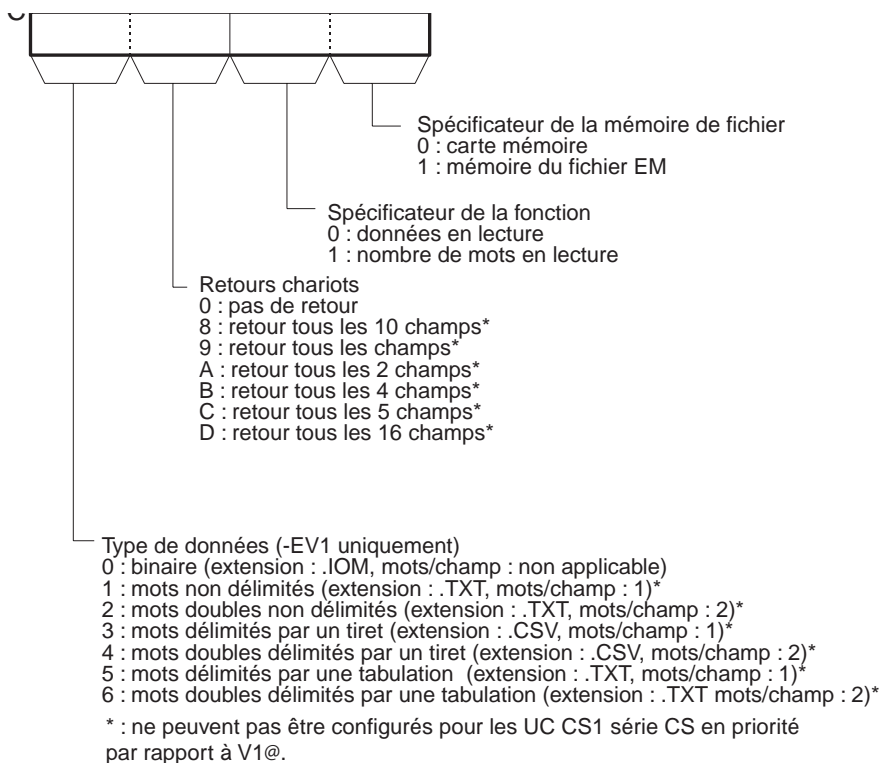 Spécificateur de la mémoire de fichier
0 : carte mémoire
1 : mémoire du fichier EM
Spécificateur de la fonction
0 : données en lecture
1 : nombre de mots en lecture
Retours chariots
0 : pas de retour
8 : retour tous les 10 champs*
9 : retour tous les champs*
A : retour tous les 2 champs*
B : retour tous les 4 champs*
C : retour tous les 5 champs*
D : retour tous les 16 champs*
Type de données (-EV1 uniquement)
0 : binaire (extension : .IOM, mots/champ : non applicable)
1 : mots non délimités (extension : .TXT, mots/champ : 1)*
2 : mots doubles non délimités (extension : .TXT, mots/champ : 2)*
3 : mots délimités par un tiret (extension : .CSV, mots/champ : 1)*
4 : mots doubles délimités par un tiret (extension : .CSV, mots/champ : 2)*
5 : mots délimités par une tabulation (extension : .TXT, mots/champ : 1)*
6 : mots doubles délimités par une tabulation (extension : .TXT mots/champ : 2)*
* : ne peuvent pas être configurés pour les UC CS1 série CS en priorité
par rapport à V1@.